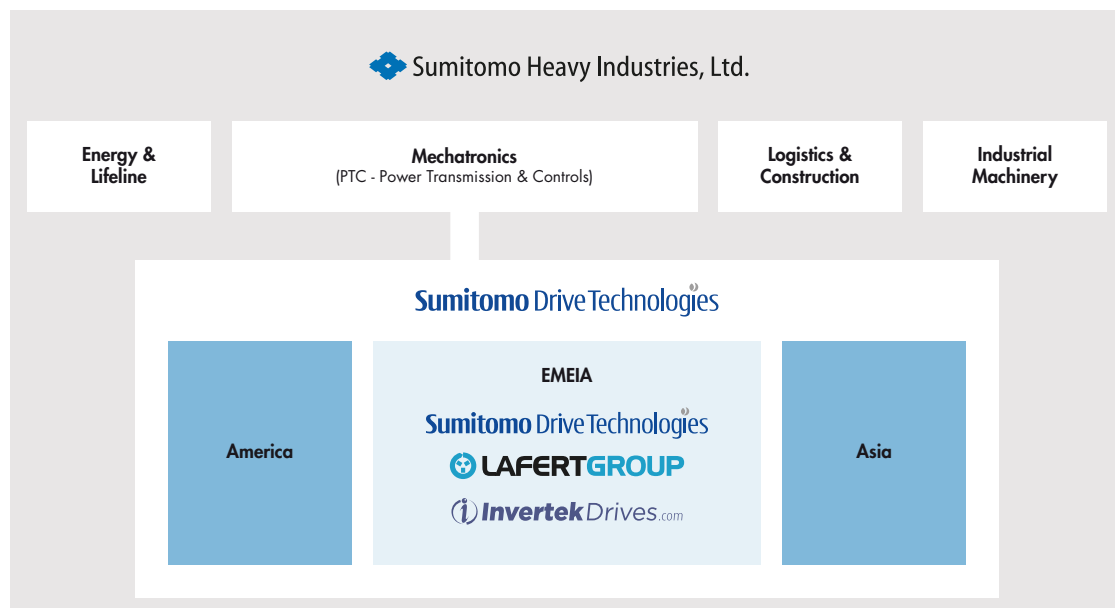 Sumitomo Heavy Industries, Ltd.
Energy &
Lifeline
Mechatronics
(PTC - Power Transmission & Controls)
Logistics &
Construction
Industrial
Machinery
Sumitomo Drive Technologies
America
EMEIA
Sumitomo Drive Technologies
LAFERTGROUP
Invertek Drives.com
Asia